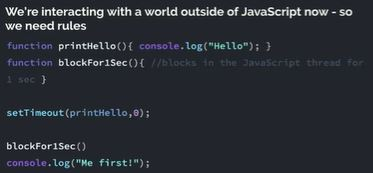 We're interacting with a world outside of JavaScript now - so
we need rules
function printHello(){ console.log("Hello"); }
function blockFor1Sec(){ //blocks in the JavaScript thread for
1 sec }
setTimeout(printHello,0);
blockFor1Sec()
console.log("Me first!");